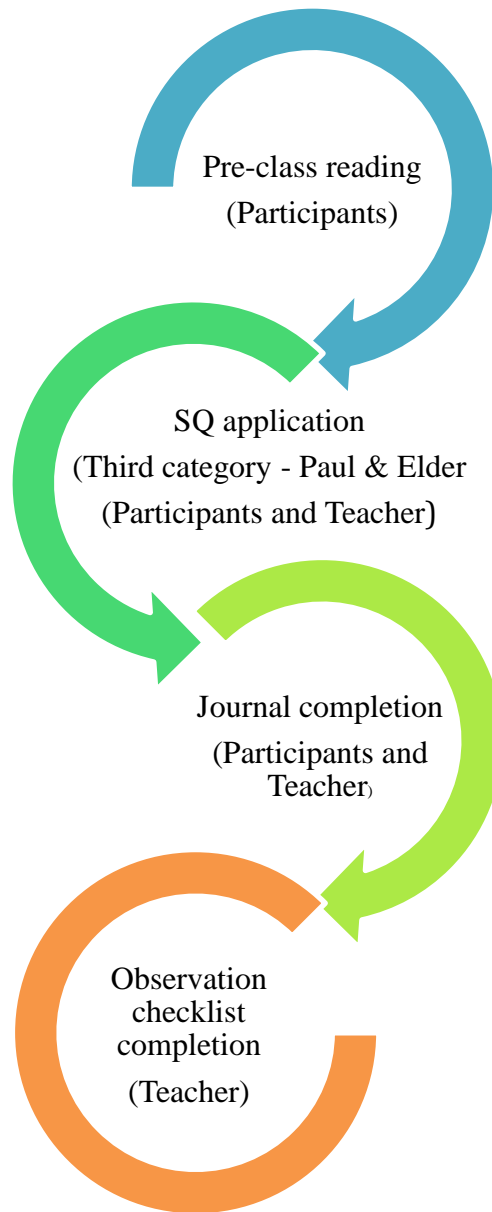 Pre-class reading
(Participants)
SQ application
(Third category - Paul & Elder
(Participants and Teacher)
Journal completion
(Participants and
Teacher)
Observation
checklist
completion
(Teacher)